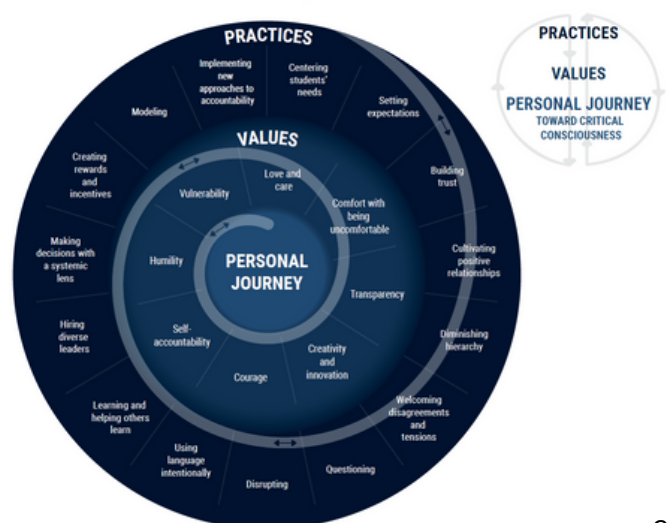 PRACTICES
Implementing
new
approaches to
accountability
Centering
students'
needs
Setting
expectations
Building
trust
Cultivating
positive
relationships
Diminishing
hierarchy
Welcoming
disagreements
and
tensions
Questioning
Disrupting
Using
language
intentionally
Learning and
helping others
learn
Hiring
diverse
leaders
Making
decisions with
a systemic
lens
Creating
rewards
and
incentives
Modeling
VALUES
Love and
care
Comfort with
being
uncomfortable
Transparency
Creativity
and
innovation
Courage
Self-
accountability
Humility
Vulnerability
PERSONAL
JOURNEY
PRACTICES
VALUES
PERSONAL JOURNEY
TOWARD CRITICAL
CONSCIOUSNESS